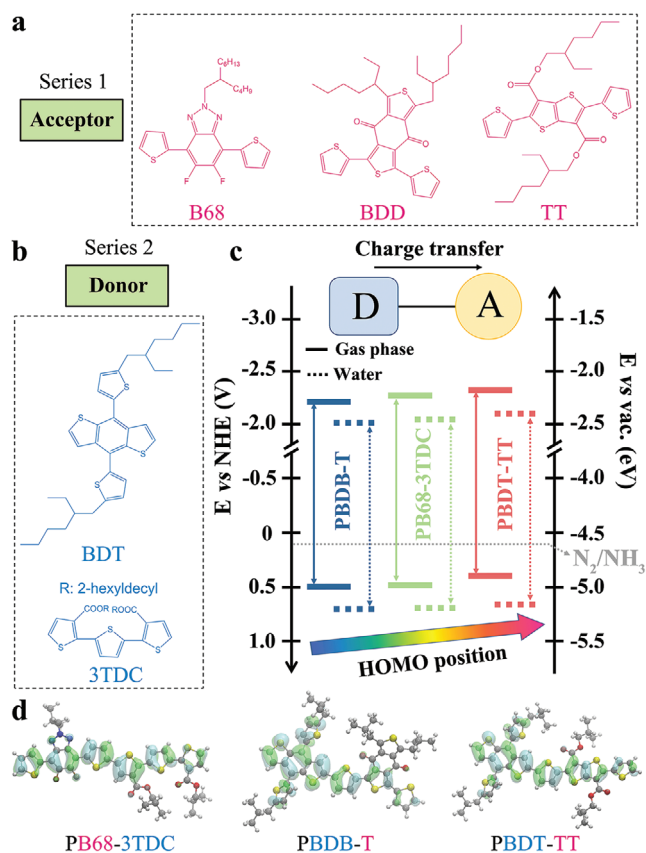 a
Series 1
Acceptor
C6H13
C4H9
N
N
N
S
S
F
F
B68
O
O
S
S
S
S
BDD
O
O
S
S
S
S
O
O
TT
b
Series 2
Donor
S
S
S
S
BDT
R: 2-hexyldecyl
COOR ROOC
S
S
S
3TDC
c
Charge transfer
D
A
Gas phase
Water
E vs NHE (V)
-3.0
-2.5
-2.0
-0.5
0
0.5
1.0
PBDB-T
PB68-3TDC
PBDT-TT
-1.5
-2.0
-2.5
-4.5
-5.0
-5.5
E vs vac. (eV)
N2/NH3
HOMO position
d
PB68-3TDC
PBDB-T
PBDT-TT